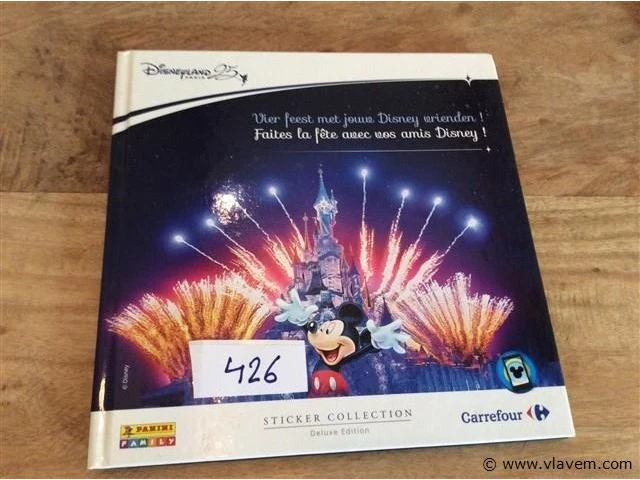 DISNEYLAND 25
PARIS
Vier feest met jouw Disney vrienden !
Faites la fête avec vos amis Disney !
© Disney
426
STICKER COLLECTION
Deluxe Edition
PANINI
FAMILY
Carrefour
© www.vlavem.com